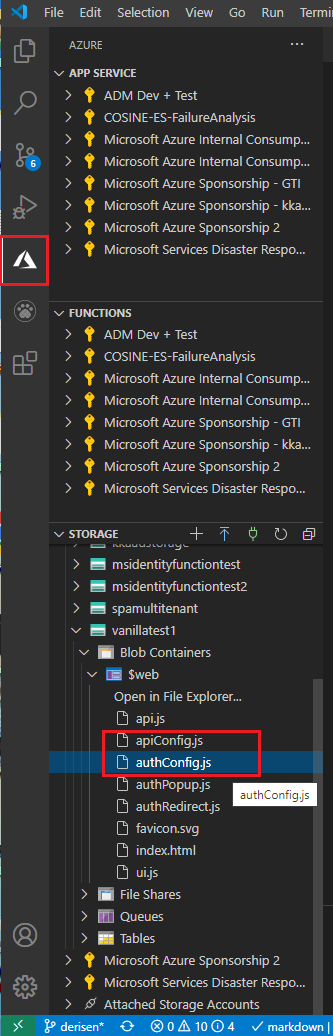 File Edit Selection View Go Run Termin
AZURE
APP SERVICE
ADM Dev + Test
COSINE-ES-FailureAnalysis
Microsoft Azure Internal Consump...
Microsoft Azure Internal Consump...
Microsoft Azure Sponsorship - GTI
Microsoft Azure Sponsorship - kka...
Microsoft Azure Sponsorship 2
Microsoft Services Disaster Respo...
6
FUNCTIONS
ADM Dev + Test
COSINE-ES-FailureAnalysis
Microsoft Azure Internal Consump...
Microsoft Azure Internal Consump...
Microsoft Azure Sponsorship - GTI
Microsoft Azure Sponsorship - kka...
Microsoft Azure Sponsorship 2
Microsoft Services Disaster Respo...
STORAGE
msidentityfunctiontest
msidentityfunctiontest2
spamultitenant
vanillatest1
Blob Containers
$web
Open in File Explorer...
api.js
apiConfig.js
authConfig.js
authPopup.js
authConfig.js
authRedirect.js
favicon.svg
index.html
ui.js
File Shares
Queues
Tables
Microsoft Azure Sponsorship 2
Microsoft Services Disaster Respo...
Attached Storage Accounts
derisen* 0 10 4 markdown